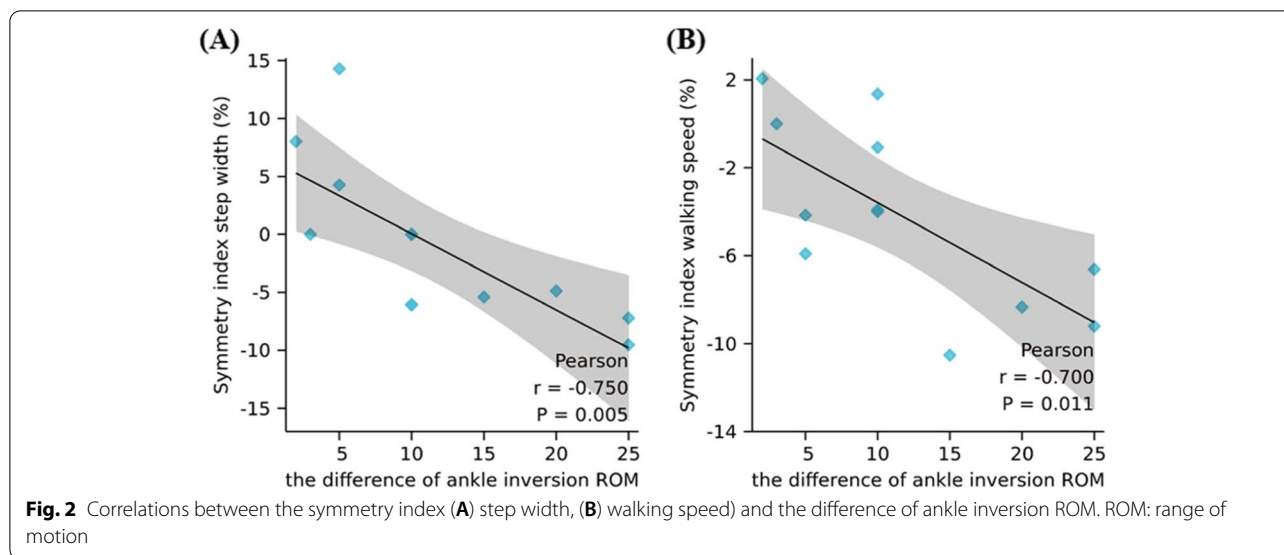 (A)
15
10
5
0
-5
-10
-15
Symmetry index step width (%)
Pearson
r = -0.750
P = 0.005
5 10 15 20 25
the difference of ankle inversion ROM
(B)
2
-2
-6
-10
-14
Symmetry index walking speed (%)
Pearson
r = -0.700
P = 0.011
5 10 15 20 25
the difference of ankle inversion ROM
Fig. 2 Correlations between the symmetry index (A) step width, (B) walking speed) and the difference of ankle inversion ROM. ROM: range of
motion